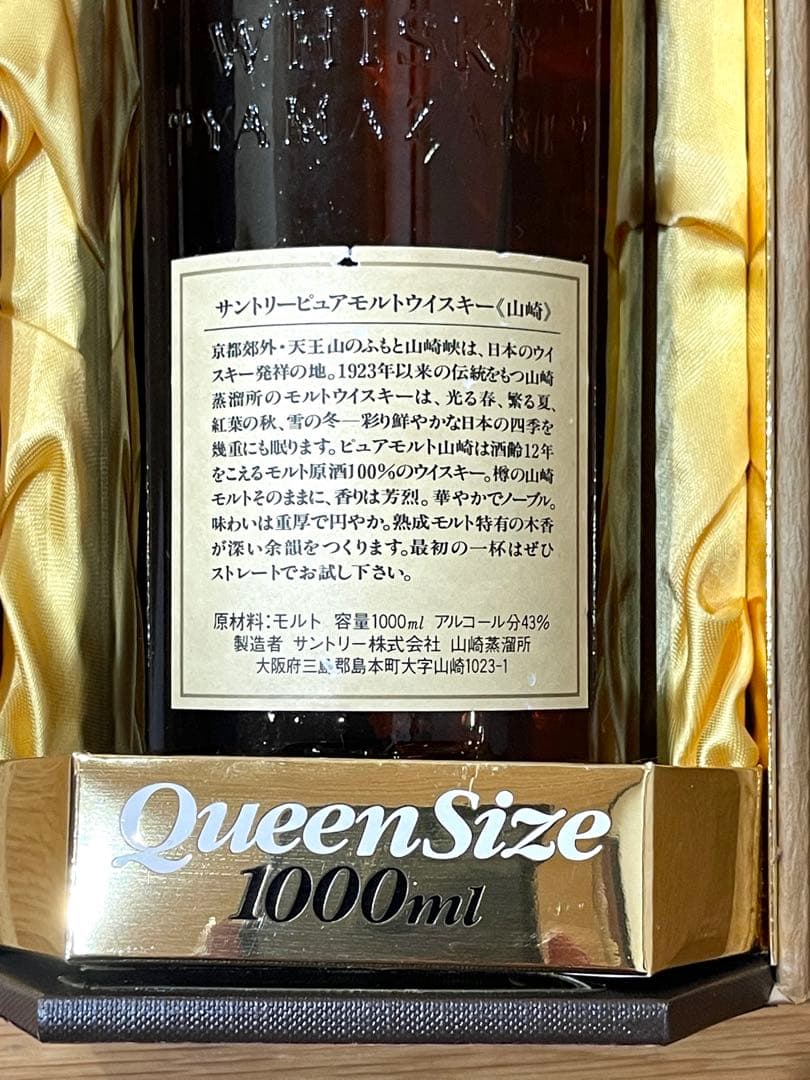 WHISKY
"YAMAZAKI"
サントリーピュアモルトウイスキー《山崎》
京都郊外・天王山のふもと山崎峡は、日本のウイ
スキー発祥の地。1923年以来の伝統をもつ山崎
蒸溜所のモルトウイスキーは、光る春、繁る夏、
紅葉の秋、雪の冬―彩り鮮やかな日本の四季を
幾重にも眠ります。ピュアモルト山崎は酒齢12年
をこえるモルト原酒100%のウイスキー。樽の山崎
モルトそのままに、香りは芳烈。華やかでノーブル。
味わいは重厚で円やか。熟成モルト特有の木香
が深い余韻をつくります。最初の一杯はぜひ
ストレートでお試し下さい。
原材料:モルト 容量1000ml アルコール分43%
製造者 サントリー株式会社 山崎蒸溜所
大阪府三島郡島本町大字山崎1023-1
QueenSize
1000ml